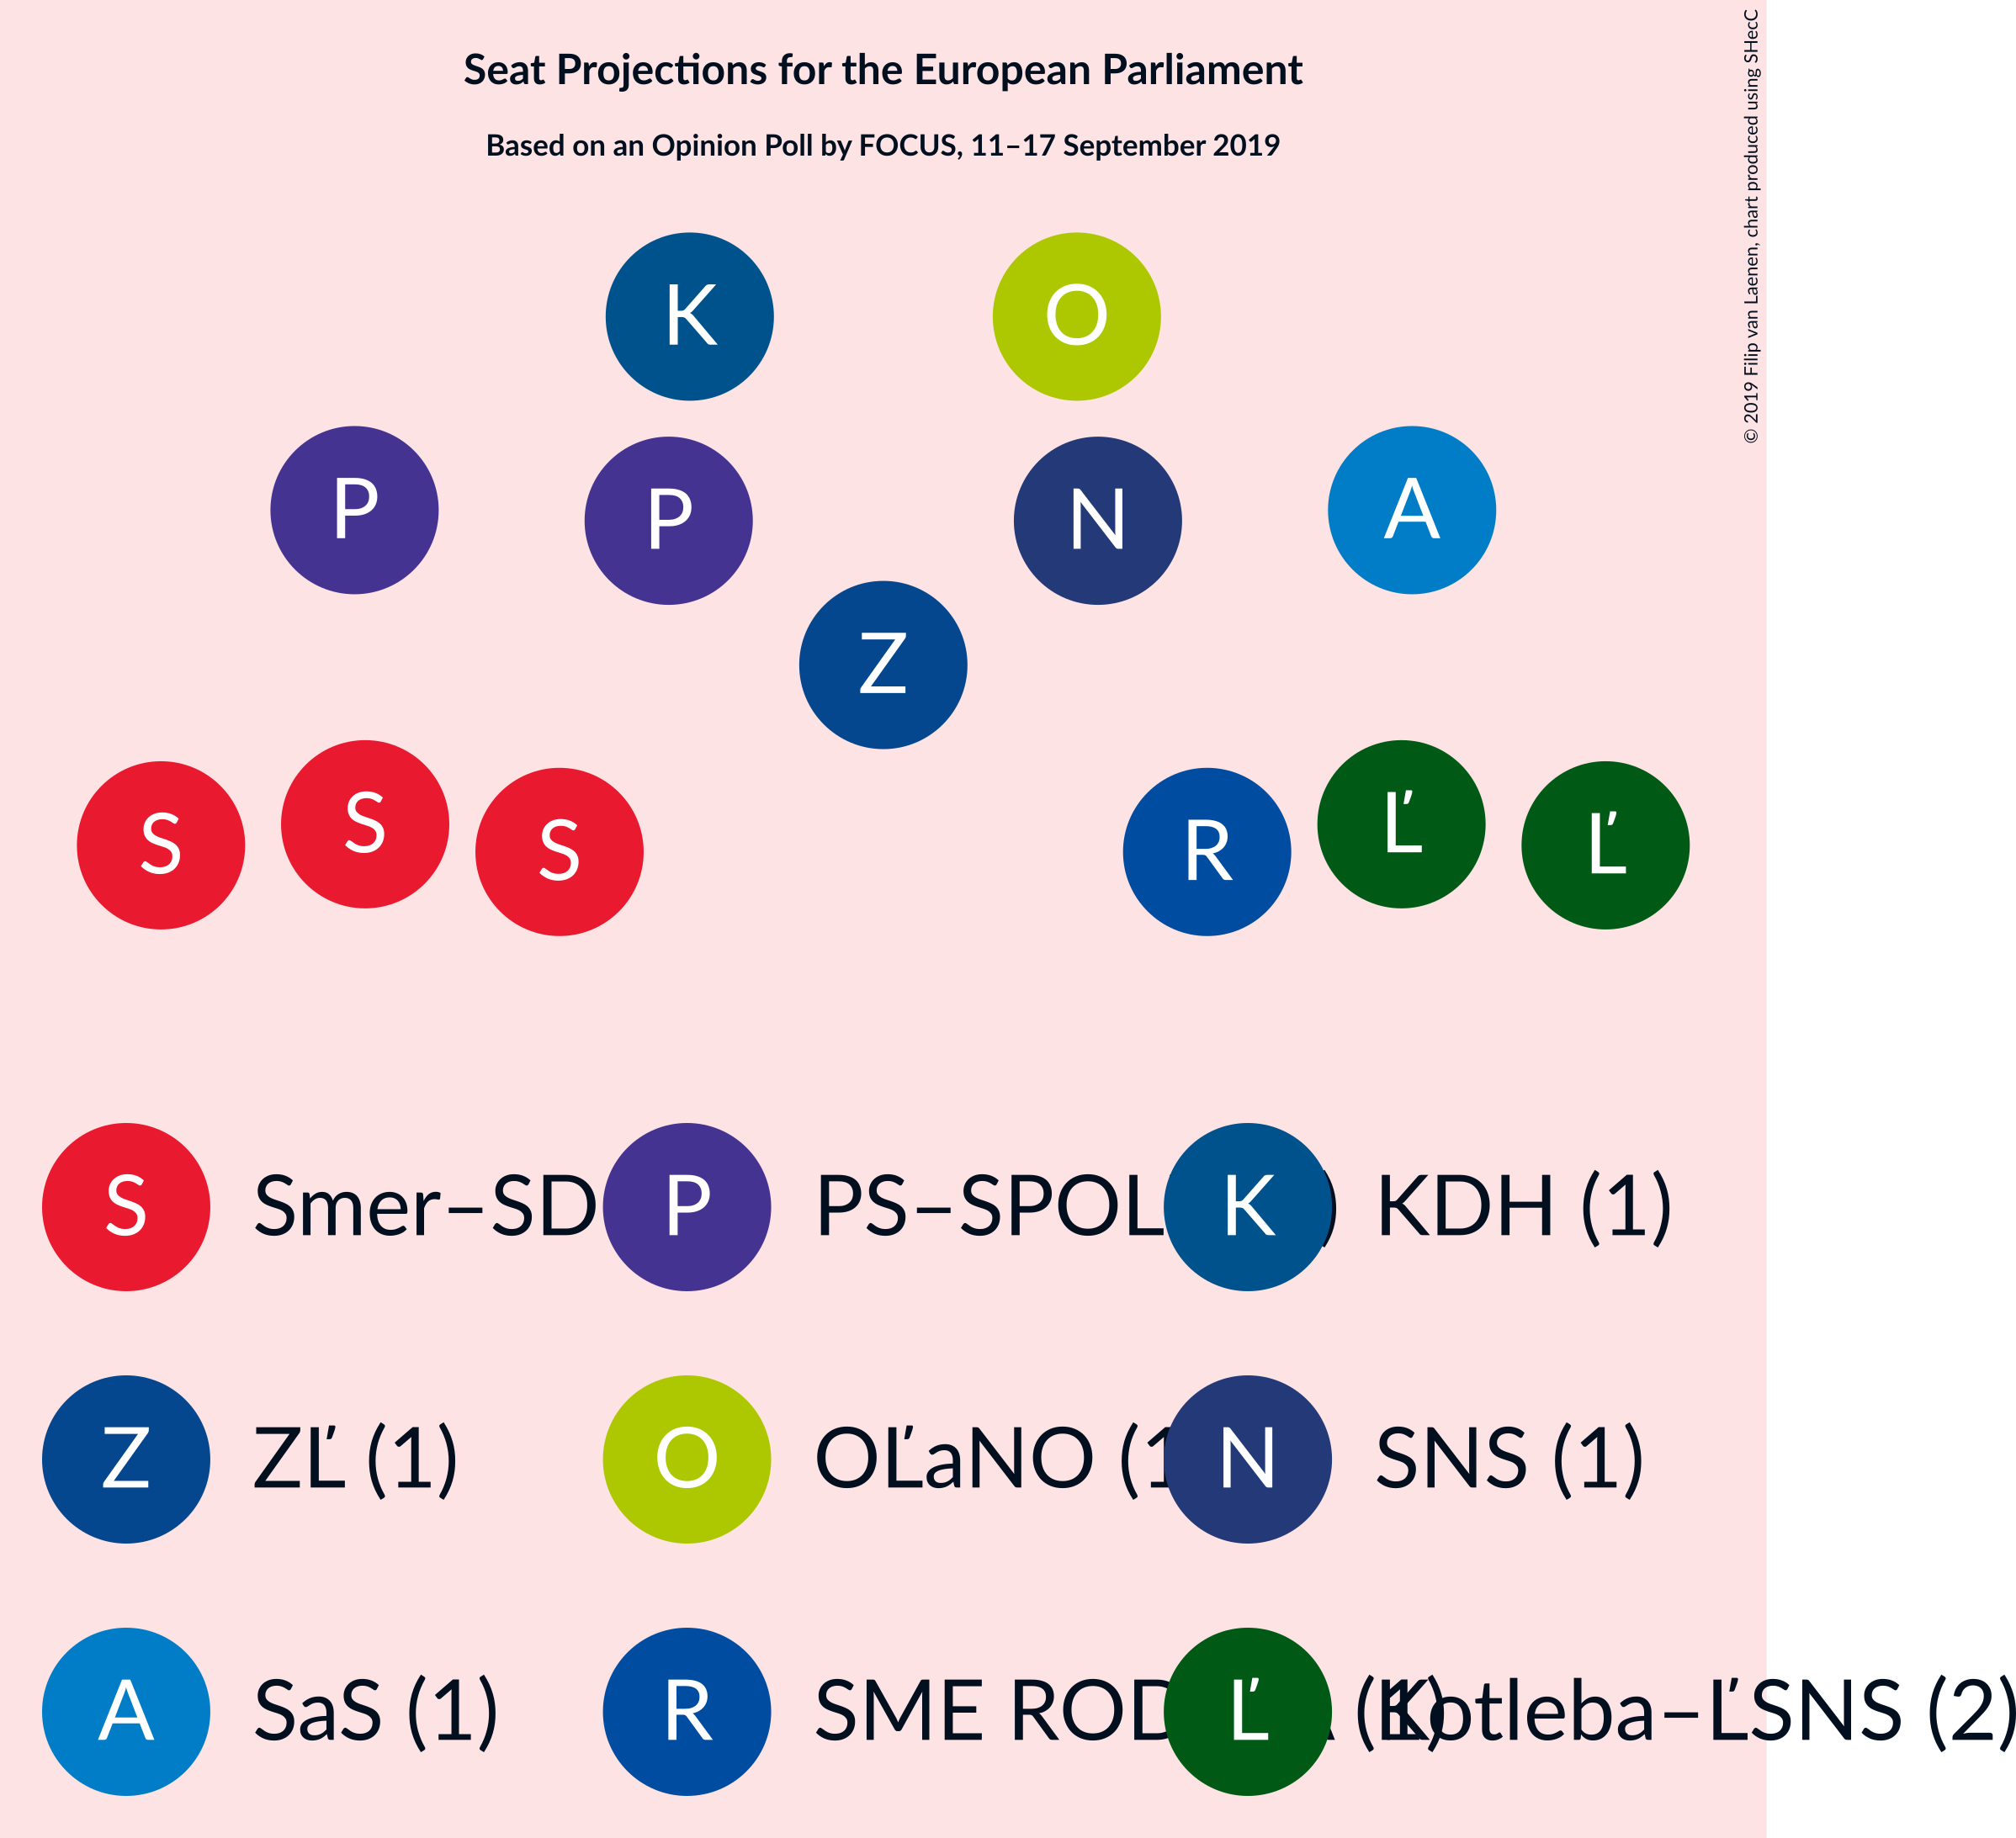 Seat Projections for the European Parliament
Based on an Opinion Poll by FOCUS, 11–17 September 2019
© 2019 Filip van Laenen, chart produced using SHecC
K O
P P N A
Z
S S S R Ľ Ľ
S Smer–SD P PS–SPOL K ) KDH (1)
Z ZĽ (1) O OĽaNO (1 N SNS (1)
A SaS (1) R SME Ľ Kotleba–ĽSNS (2)